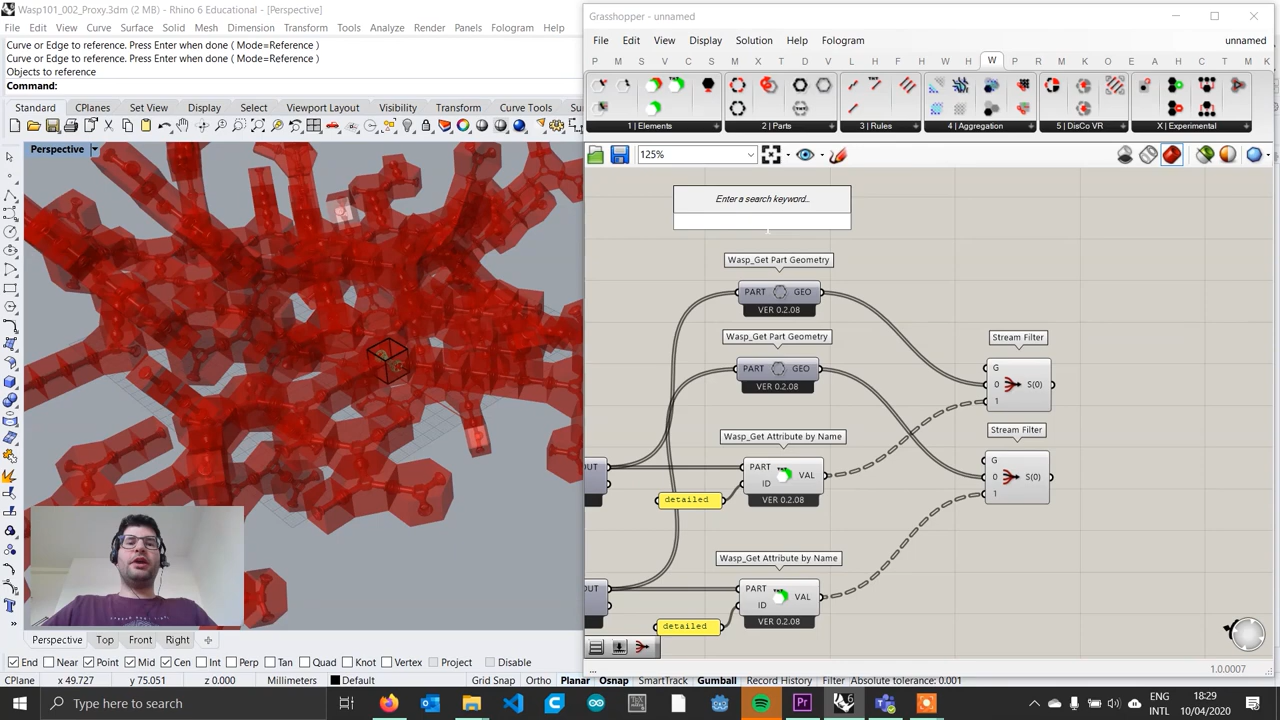 Wasp101_002_Proxy.3dm (2 MB) - Rhino 6 Educational - [Perspective]
File Edit View Curve Surface Solid Mesh Dimension Transform Tools Analyze Render Panels Fologram Help
Curve or Edge to reference. Press Enter when done ( Mode=Reference )
Curve or Edge to reference. Press Enter when done ( Mode=Reference )
Objects to reference
Command:
Standard CPlanes Set View Display Select Viewport Layout Visibility Transform Curve Tools Su
Perspective
Perspective Top Front Right
Grasshopper - unnamed
File Edit View Display Solution Help Fologram unnamed
P M S V C S M I X T D V L H F K H L E W H W P R B M K O L E A D P
1 | Elements 2 | Parts 3 | Rules 4 | Aggregation 5 | DisCo VR X | Experimental
125%
Enter a search keyword...
Wasp_Get Part Geometry
PART GEO
VER 0.2.08
Wasp_Get Part Geometry
PART GEO
VER 0.2.08
Stream Filter
G
0 S(0)
1
Stream Filter
G
0 S(0)
1
Wasp_Get Attribute by Name
OUT
PART VAL
ID
VER 0.2.08
detailed
Wasp_Get Attribute by Name
OUT
PART VAL
ID
VER 0.2.08
detailed
...
1.0.0007
End Near Point Mid Cen Int Perp Tan Quad Knot Vertex Project Disable
CPlane x 49.727 y 75.051 z 0.000 Millimeters Default Grid Snap Ortho Planar Osnap SmartTrack Gumball Record History Filter Absolute tolerance: 0.001
Type here to search
ENG
INTL
18:29
10/04/2020